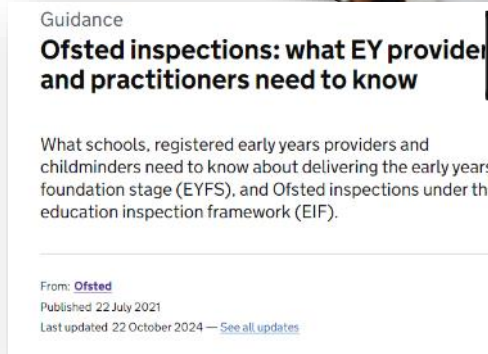 Guidance
Ofsted inspections: what EY provider
and practitioners need to know
What schools, registered early years providers and
childminders need to know about delivering the early years
foundation stage (EYFS), and Ofsted inspections under th
education inspection framework (EIF).
From: Ofsted
Published 22 July 2021
Last updated 22 October 2024 — See all updates